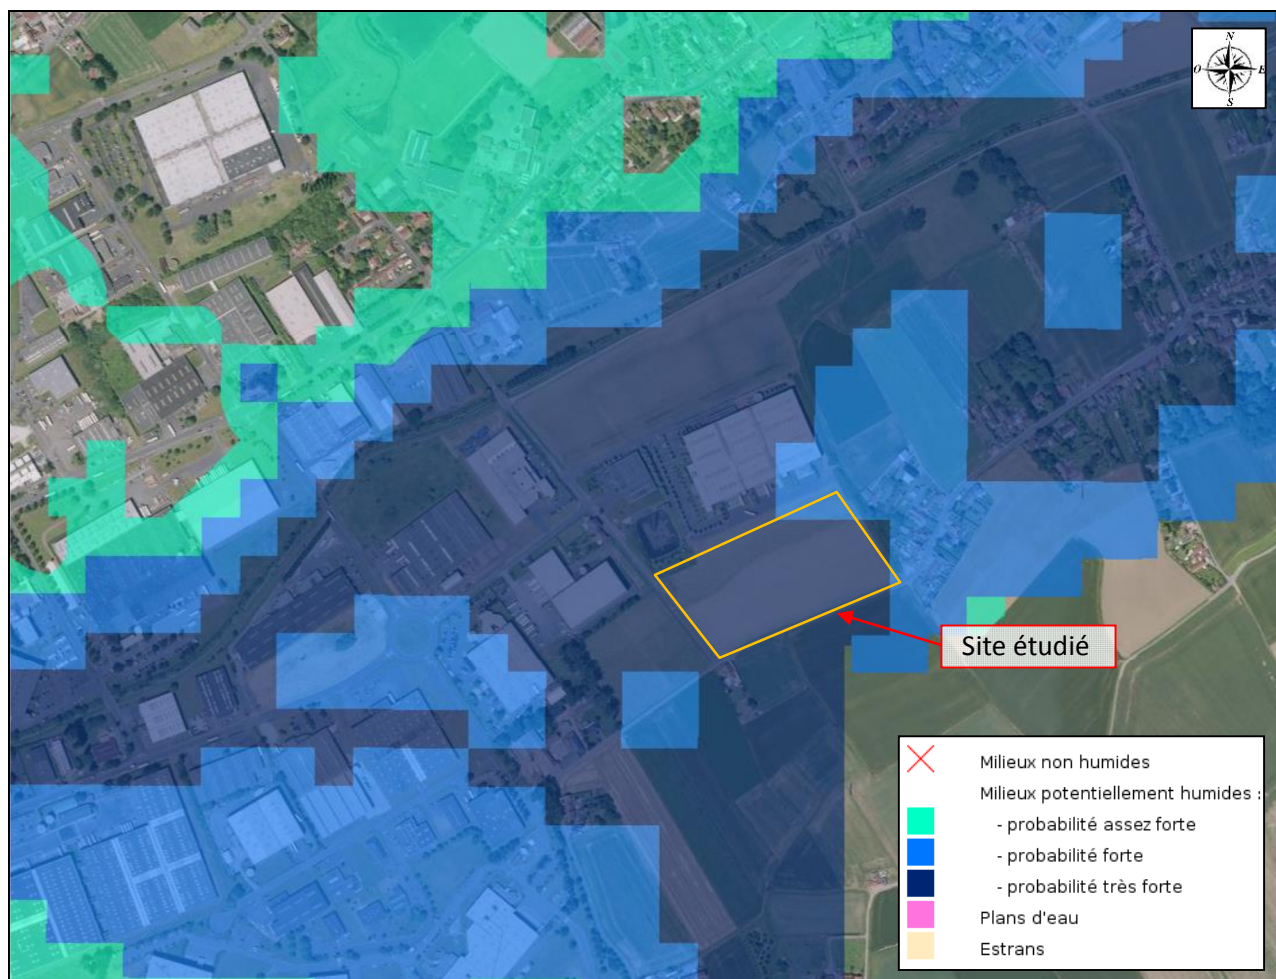 N
O E
S
Site étudié
Milieux non humides
Milieux potentiellement humides :
- probabilité assez forte
- probabilité forte
- probabilité très forte
Plans d'eau
Estrans